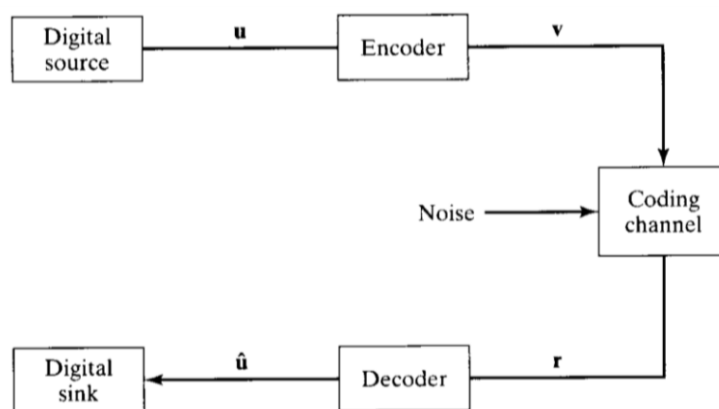 Digital
source
u
Encoder
v
Noise
Coding
channel
Digital
sink
û
Decoder
r